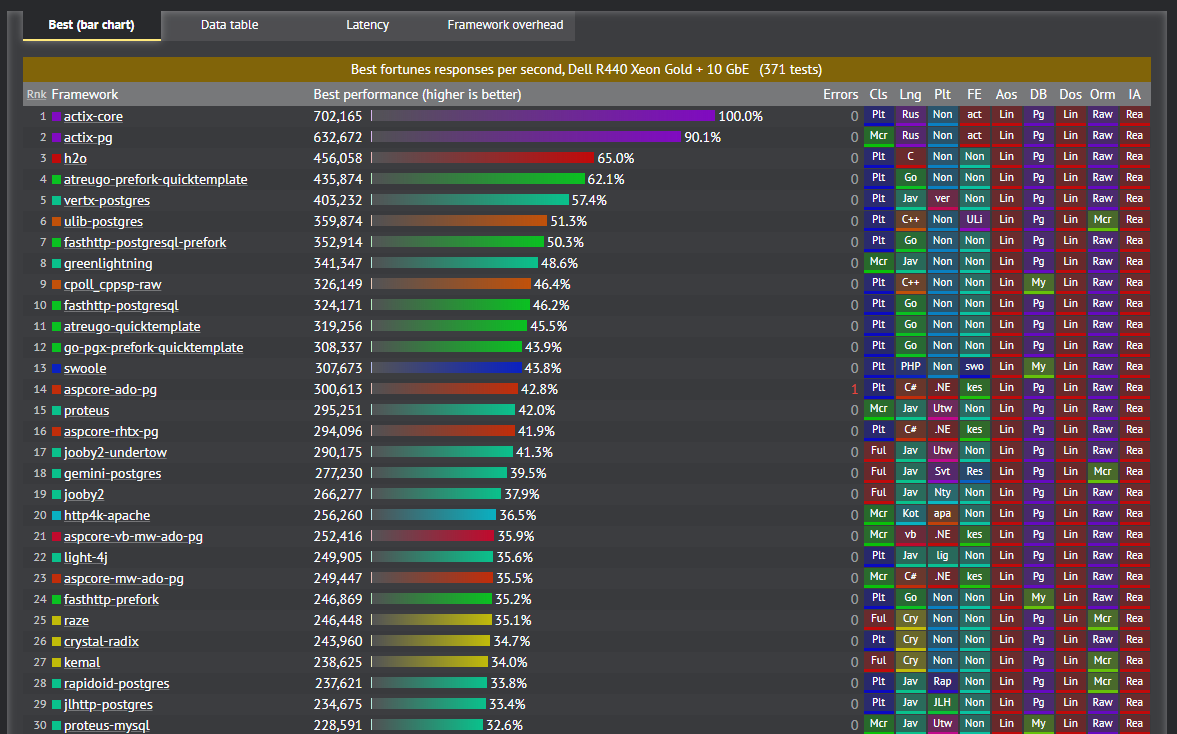 Best (bar chart) Data table Latency Framework overhead
Best fortunes responses per second, Dell R440 Xeon Gold + 10 GbE (371 tests)
Rnk Framework Best performance (higher is better) Errors Cls Lng Plt FE Aos DB Dos Orm IA
1 actix-core 702,165 100.0% 0 Plt Rus Non act Lin Pg Lin Raw Rea
2 actix-pg 632,672 90.1% 0 Mcr Rus Non act Lin Pg Lin Raw Rea
3 h2o 456,058 65.0% 0 Plt C Non Non Lin Pg Lin Raw Rea
4 atreugo-prefork-quicktemplate 435,874 62.1% 0 Plt Go Non Non Lin Pg Lin Raw Rea
5 vertx-postgres 403,232 57.4% 0 Plt Jav ver Non Lin Pg Lin Raw Rea
6 ulib-postgres 359,874 51.3% 0 Plt C++ Non ULi Lin Pg Lin Mcr Rea
7 fasthttp-postgresql-prefork 352,914 50.3% 0 Plt Go Non Non Lin Pg Lin Raw Rea
8 greenlightning 341,347 48.6% 0 Mcr Jav Non Non Lin Pg Lin Raw Rea
9 cpoll_cppsp-raw 326,149 46.4% 0 Plt C++ Non Non Lin My Lin Raw Rea
10 fasthttp-postgresql 324,171 46.2% 0 Plt Go Non Non Lin Pg Lin Raw Rea
11 atreugo-quicktemplate 319,256 45.5% 0 Plt Go Non Non Lin Pg Lin Raw Rea
12 go-pgx-prefork-quicktemplate 308,337 43.9% 0 Plt Go Non Non Lin Pg Lin Raw Rea
13 swoole 307,673 43.8% 0 Plt PHP Non swo Lin My Lin Raw Rea
14 aspcore-ado-pg 300,613 42.8% 1 Plt C# .NE kes Lin Pg Lin Raw Rea
15 proteus 295,251 42.0% 0 Mcr Jav Utw Non Lin Pg Lin Raw Rea
16 aspcore-rhtx-pg 294,096 41.9% 0 Plt C# .NE kes Lin Pg Lin Raw Rea
17 jooby2-undertow 290,175 41.3% 0 Ful Jav Utw Non Lin Pg Lin Raw Rea
18 gemini-postgres 277,230 39.5% 0 Ful Jav Svt Res Lin Pg Lin Mcr Rea
19 jooby2 266,277 37.9% 0 Ful Jav Nty Non Lin Pg Lin Raw Rea
20 http4k-apache 256,260 36.5% 0 Mcr Kot apa Non Lin Pg Lin Raw Rea
21 aspcore-vb-mw-ado-pg 252,416 35.9% 0 Mcr vb .NE kes Lin Pg Lin Raw Rea
22 light-4j 249,905 35.6% 0 Plt Jav lig Non Lin Pg Lin Raw Rea
23 aspcore-mw-ado-pg 249,447 35.5% 0 Mcr C# .NE kes Lin Pg Lin Raw Rea
24 fasthttp-prefork 246,869 35.2% 0 Plt Go Non Non Lin My Lin Raw Rea
25 raze 246,448 35.1% 0 Ful Cry Non Non Lin Pg Lin Mcr Rea
26 crystal-radix 243,960 34.7% 0 Plt Cry Non Non Lin Pg Lin Raw Rea
27 kemal 238,625 34.0% 0 Ful Cry Non Non Lin Pg Lin Mcr Rea
28 rapidoid-postgres 237,621 33.8% 0 Plt Jav Rap Non Lin Pg Lin Mcr Rea
29 jlhttp-postgres 234,675 33.4% 0 Plt Jav JLH Non Lin Pg Lin Raw Rea
30 proteus-mysql 228,591 32.6% 0 Mcr Jav Utw Non Lin My Lin Raw Rea